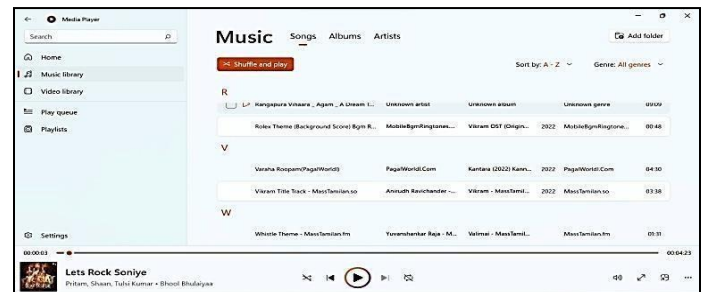 Media Player
Search
Home
Music library
Video library
Play queue
Playlists
Settings
Music Songs Albums Artists
Add folder
Shuffle and play
Sort by: A - Z Genre: All genres
R
Rangapura Vihaara _ Agam _ A Dream T... Unknown artist Unknown album Unknown genre 09:09
Rolex Theme (Background Score) Bgm R... MobileBgmRingtones.... Vikram OST (Origin... 2022 MobileBgmRingtone... 00:48
V
Varaha Roopam(PagalWorldl) PagalWorldl.Com Kantara (2022) Kann... 2022 PagalWorldl.Com 04:30
Vikram Title Track - MassTamilan.so Anirudh Ravichander -... Vikram - MassTamil... 2022 MassTamilan.so 03:38
W
Whistle Theme - MassTamilan.fm Yuvanshankar Raja - M... Valimai - MassTamil... MassTamilan.fm 01:31
00:00:03 00:04:23
Lets Rock Soniye
Pritam, Shaan, Tulsi Kumar • Bhool Bhulaiyaa